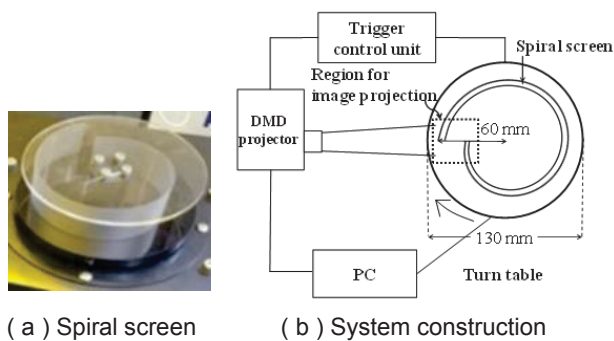 Trigger
control unit
Spiral screen
Region for
image projection
DMD
projector
60 mm
130 mm
PC
Turn table
( a ) Spiral screen
( b ) System construction